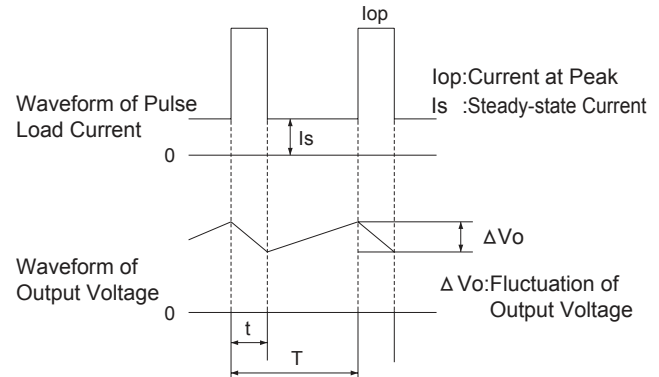 Iop
Iop:Current at Peak
Is :Steady-state Current
Waveform of Pulse
Load Current
Is
0
ΔVo
Waveform of
Output Voltage
ΔVo:Fluctuation of
Output Voltage
0
t
T